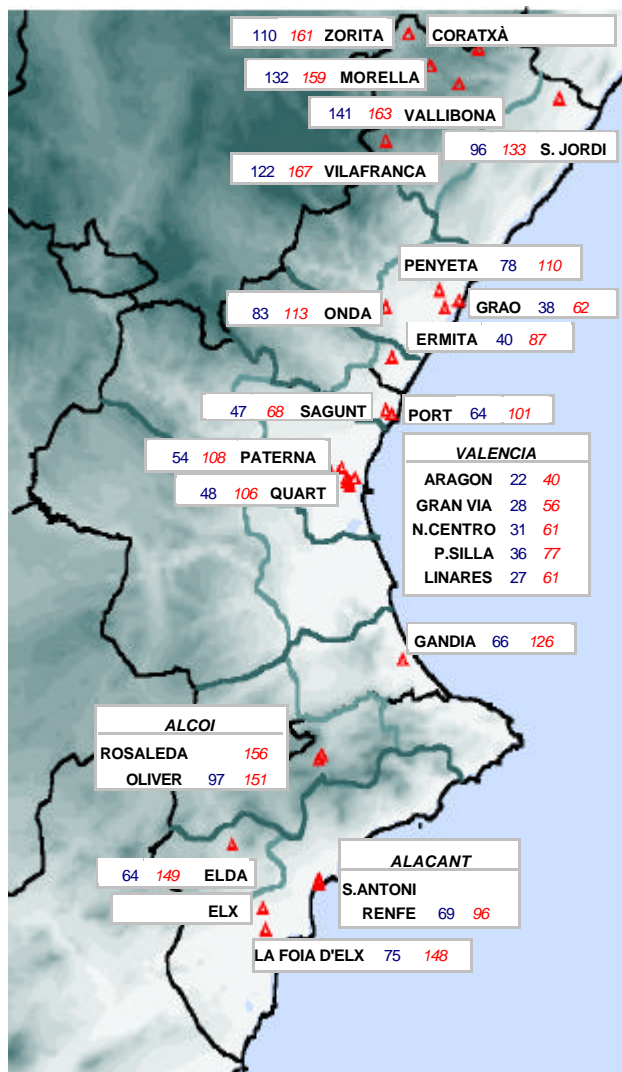 110 161 ZORITA
CORATXÀ
132 159 MORELLA
141 163 VALLIBONA
96 133 S. JORDI
122 167 VILAFRANCA
PENYETA 78 110
83 113 ONDA
GRAO 38 62
ERMITA 40 87
47 68 SAGUNT
PORT 64 101
54 108 PATERNA
48 106 QUART
VALENCIA
ARAGON 22 40
GRAN VIA 28 56
N.CENTRO 31 61
P.SILLA 36 77
LINARES 27 61
GANDIA 66 126
ALCOI
ROSALEDA 156
OLIVER 97 151
64 149 ELDA
ELX
ALACANT
S.ANTONI
RENFE 69 96
LA FOIA D'ELX 75 148